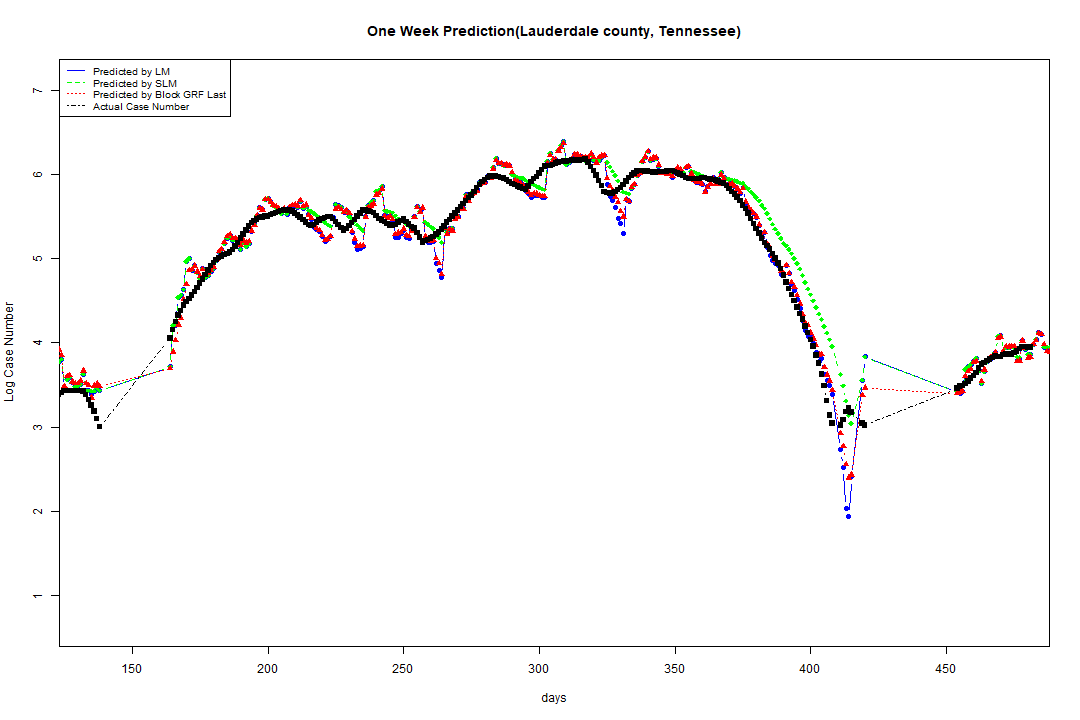 One Week Prediction(Lauderdale county, Tennessee)
Predicted by LM
Predicted by SLM
Predicted by Block GRF Last
Actual Case Number
7
6
5
4
3
2
1
Log Case Number
150 200 250 300 350 400 450
days